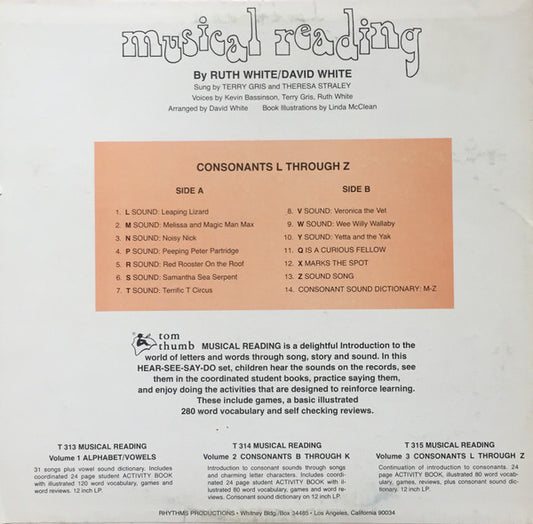 musical reading
By RUTH WHITE/DAVID WHITE
Sung by TERRY GRIS and THERESA STRALEY
Voices by Kevin Bassinson, Terry Gris, Ruth White
Arranged by David White Book Illustrations by Linda McClean
CONSONANTS L THROUGH Z
SIDE A
1. L SOUND: Leaping Lizard
2. M SOUND: Melissa and Magic Man Max
3. N SOUND: Noisy Nick
4. P SOUND: Peeping Peter Partridge
5. R SOUND: Red Rooster On the Roof
6. S SOUND: Samantha Sea Serpent
7. T SOUND: Terrific T Circus
SIDE B
8. V SOUND: Veronica the Vet
9. W SOUND: Wee Willy Wallaby
10. Y SOUND: Yetta and the Yak
11. Q IS A CURIOUS FELLOW
12. X MARKS THE SPOT
13. Z SOUND SONG
14. CONSONANT SOUND DICTIONARY: M-Z
tom
thumb MUSICAL READING is a delightful Introduction to the
world of letters and words through song, story and sound. In this
HEAR-SEE-SAY-DO set, children hear the sounds on the records, see
them in the coordinated student books, practice saying them,
and enjoy doing the activities that are designed to reinforce learning.
These include games, a basic illustrated
280 word vocabulary and self checking reviews.
T 313 MUSICAL READING
Volume 1 ALPHABET/VOWELS
31 songs plus vowel sound dictionary. Includes
coordinated 24 page student ACTIVITY BOOK
with illustrated 120 word vocabulary, games and
word reviews. 12 inch LP.
T 314 MUSICAL READING
Volume 2 CONSONANTS B THROUGH K
Introduction to consonant sounds through songs
and charming letter characters. Includes coordi-
nated 24 page student ACTIVITY BOOK with
illustrated 80 word vocabulary, games and word
reviews. Consonant sound dictionary on 12 inch LP.
T 315 MUSICAL READING
Volume 3 CONSONANTS L THROUGH Z
Continuation of introduction to consonants. 24
page ACTIVITY BOOK, illustrated 80 word vocab-
ulary, games, reviews, plus consonant sound dic-
tionary. 12 inch LP.
RHYTHMS PRODUCTIONS • Whitney Bldg./Box 34485 • Los Angeles, California 90034